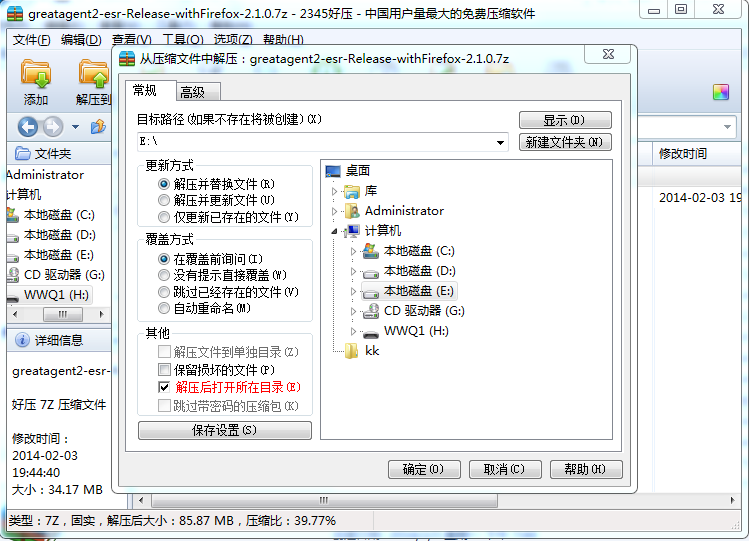 greatagent2-esr-Release-withFirefox-2.1.0.7z - 2345好压 - 中国用户量最大的免费压缩软件
文件(F) 编辑(D) 查看(V) 工具(O) 选项(Z) 帮助(H)
从压缩文件中解压：greatagent2-esr-Release-withFirefox-2.1.0.7z
添加
解压到
常规
高级
目标路径(如果不存在将被创建)(X)
显示(D)
E:\
新建文件夹(N)
文件夹
修改时间
Administrator
计算机
本地磁盘 (C:)
本地磁盘 (D:)
本地磁盘 (E:)
CD 驱动器 (G:)
WWQ1 (H:)
2014-02-03 19
更新方式
解压并替换文件(R)
解压并更新文件(U)
仅更新已存在的文件(Y)
覆盖方式
在覆盖前询问(I)
没有提示直接覆盖(W)
跳过已经存在的文件(V)
自动重命名(M)
其他
解压文件到单独目录(Z)
保留损坏的文件(P)
解压后打开所在目录(E)
跳过带密码的压缩包(K)
保存设置(S)
桌面
库
Administrator
计算机
本地磁盘 (C:)
本地磁盘 (D:)
本地磁盘 (E:)
CD 驱动器 (G:)
WWQ1 (H:)
kk
详细信息
greatagent2-esr-
好压 7Z 压缩文件
修改时间：
2014-02-03
19:44:40
大小：34.17 MB
确定(O)
取消(C)
帮助(H)
类型：7Z，固实，解压后大小：85.87 MB，压缩比：39.77%